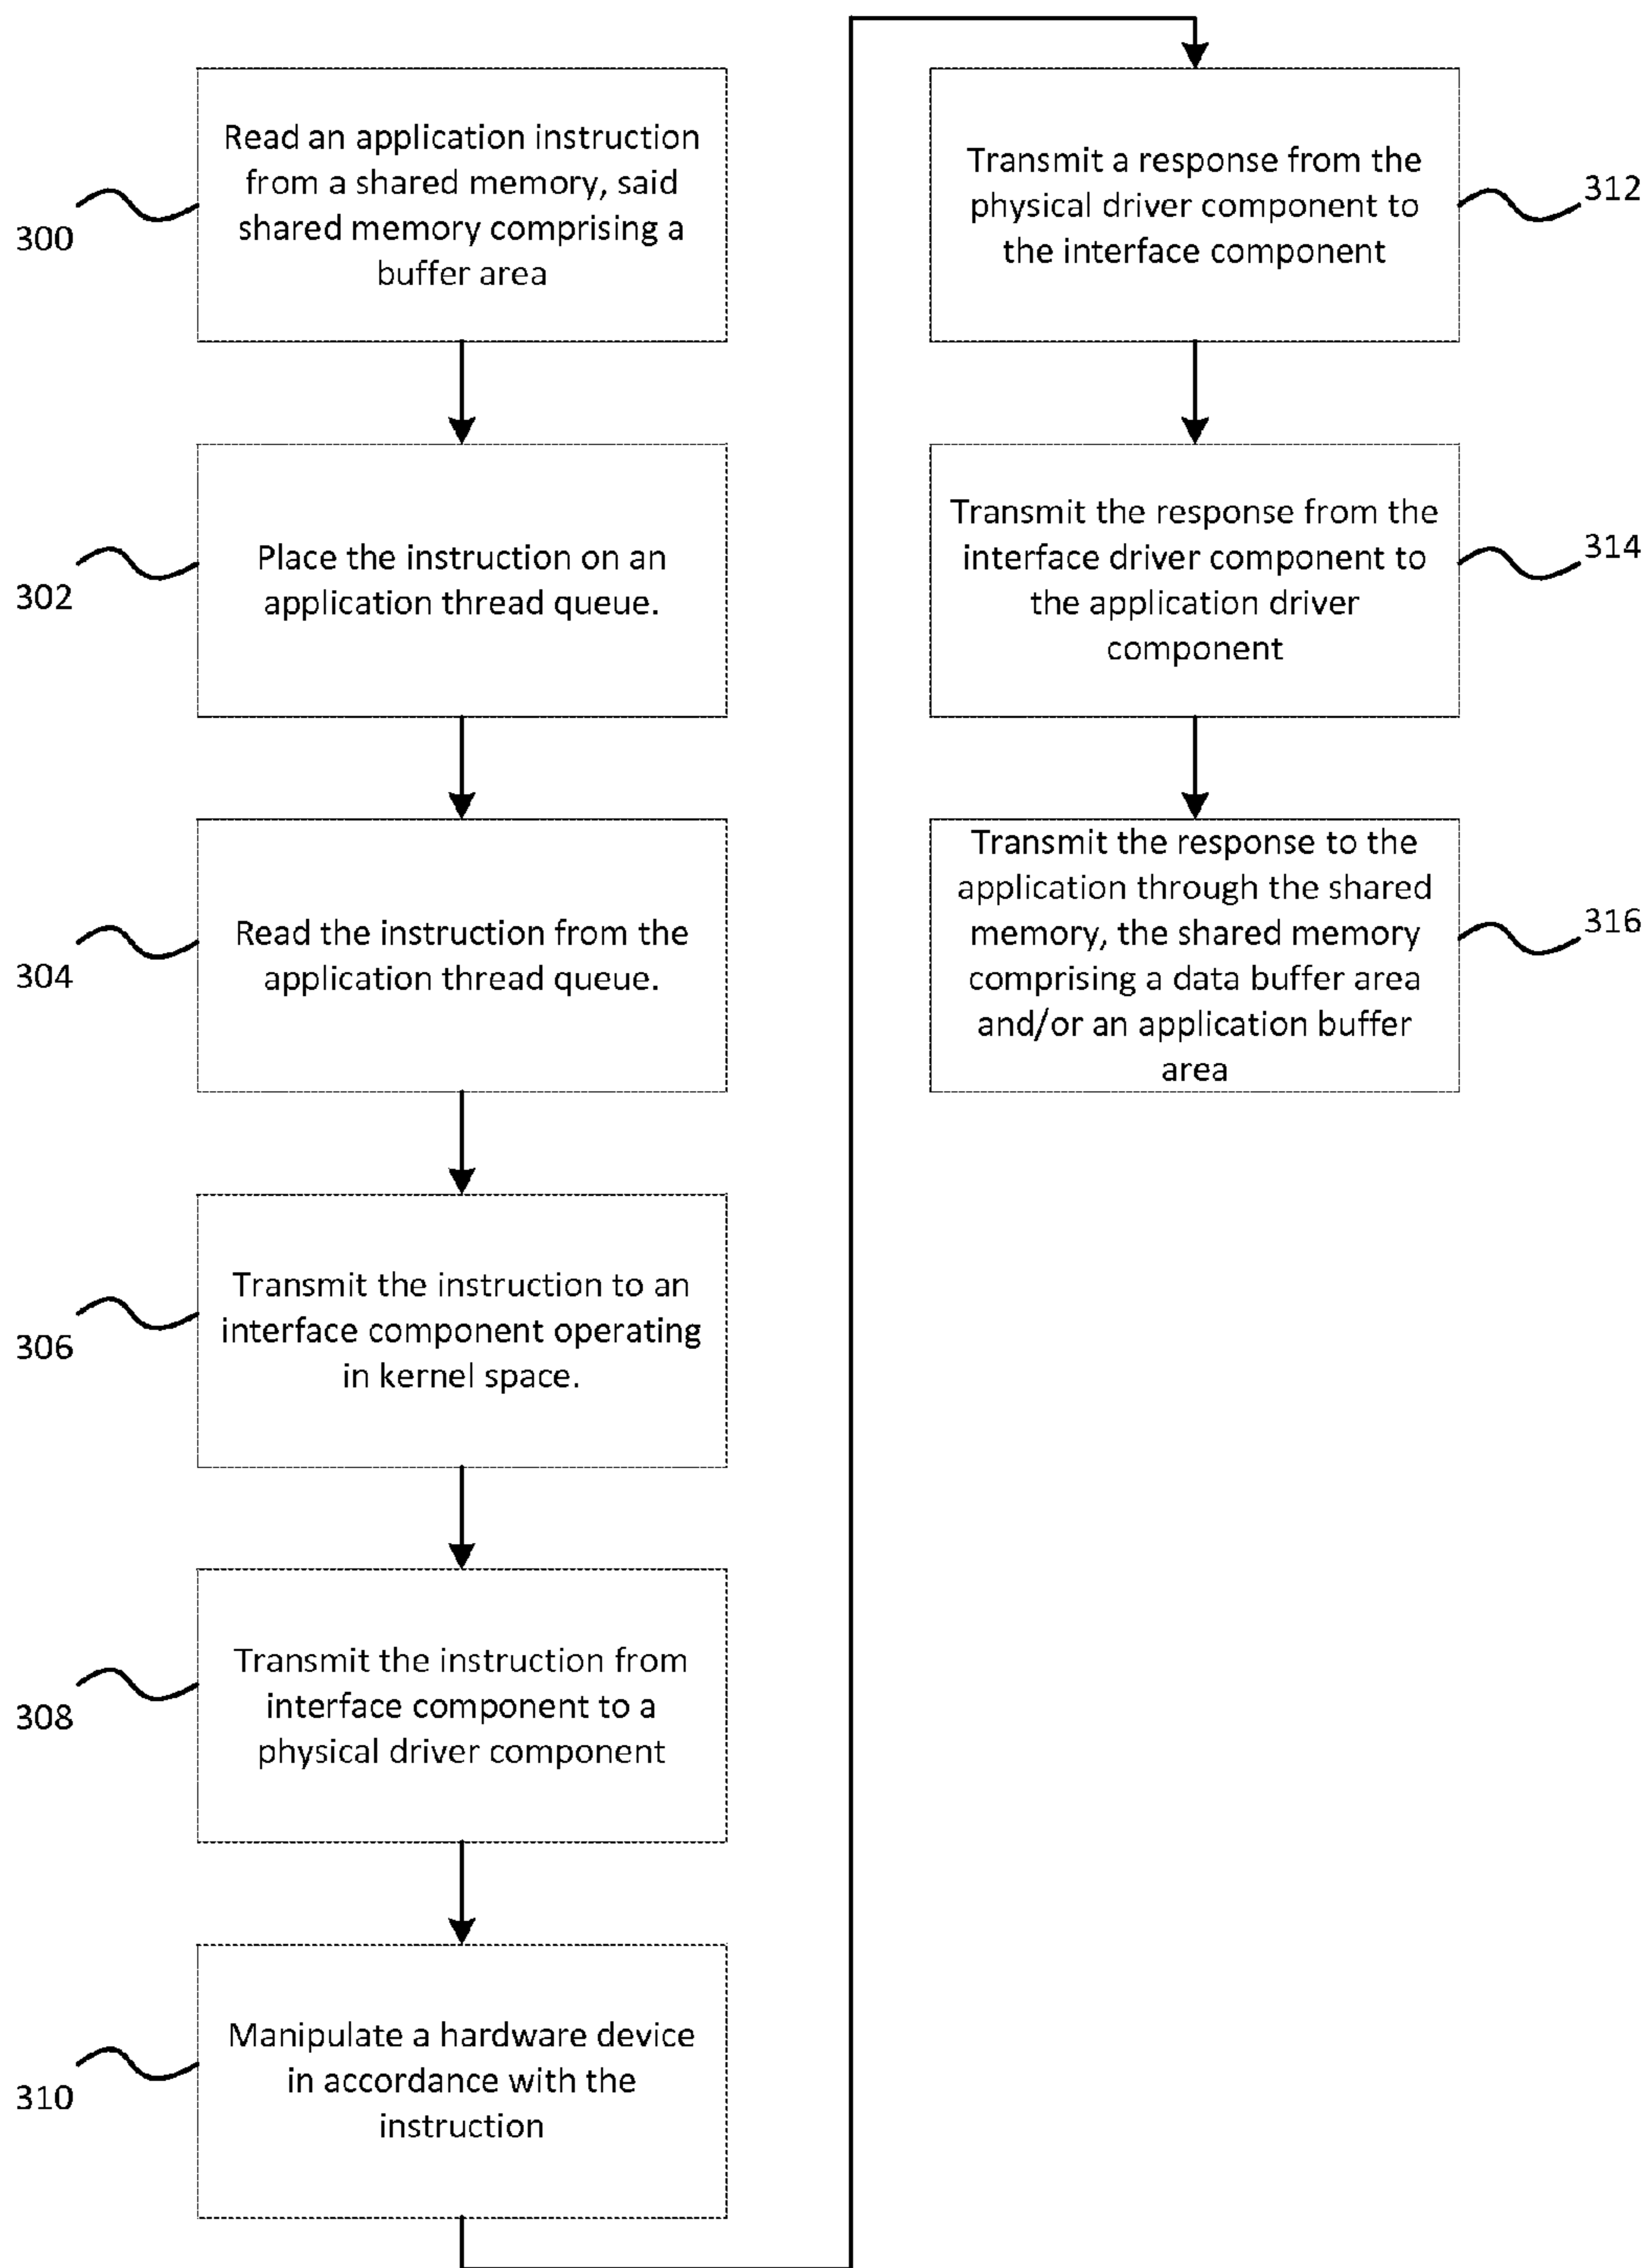 Read an application instruction
from a shared memory, said
shared memory comprising a
buffer area
300
Place the instruction on an
application thread queue.
302
Read the instruction from the
application thread queue.
304
Transmit the instruction to an
interface component operating
in kernel space.
306
Transmit the instruction from
interface component to a
physical driver component
308
Manipulate a hardware device
in accordance with the
instruction
310
Transmit a response from the
physical driver component to
the interface component
312
Transmit the response from the
interface driver component to
the application driver
component
314
Transmit the response to the
application through the shared
memory, the shared memory
comprising a data buffer area
and/or an application buffer
area
316